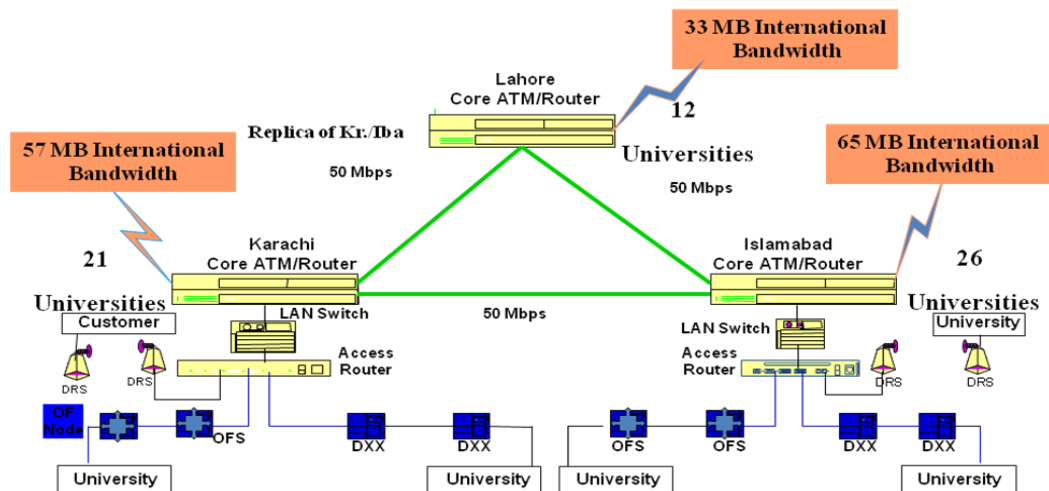 33 MB International
Bandwidth
Lahore
Core ATM/Router
12
Universities
Replica of Kr./Iba
57 MB International
Bandwidth
65 MB International
Bandwidth
50 Mbps
50 Mbps
Karachi
Core ATM/Router
Islamabad
Core ATM/Router
21
Universities
26
Universities
50 Mbps
LAN Switch
LAN Switch
Customer
University
Access
Router
Access
Router
DRS
DRS
DRS
DRS
OF
Node
OFS
DXX
DXX
OFS
OFS
DXX
DXX
University
University
University
University